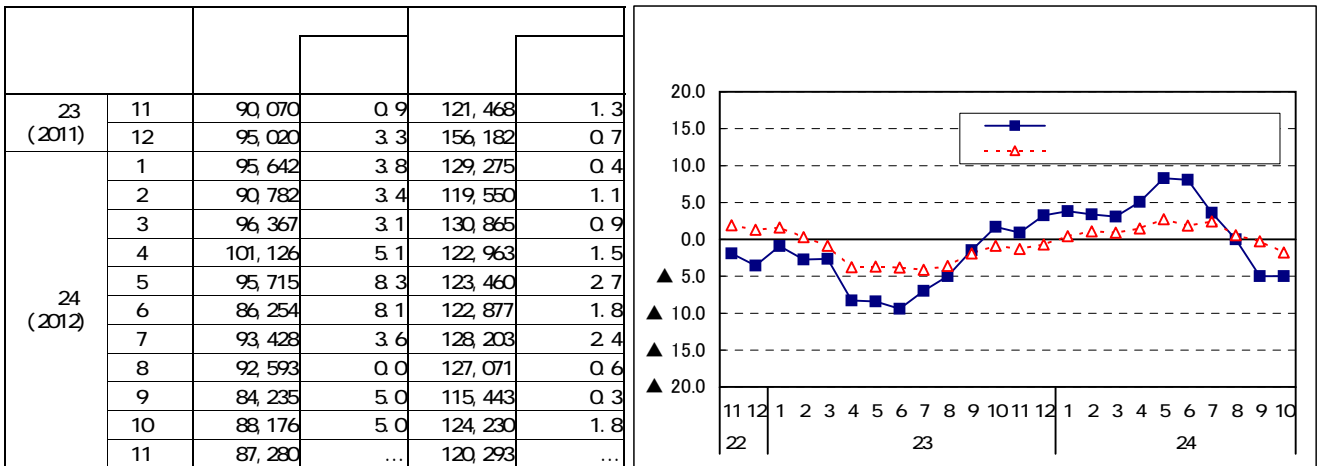 23 (2011) 11 90,070 0.9 121,468 1.3
12 95,020 3.3 156,182 0.7
24 (2012) 1 95,642 3.8 129,275 0.4
2 90,782 3.4 119,550 1.1
3 96,367 3.1 130,865 0.9
4 101,126 5.1 122,963 1.5
5 95,715 8.3 123,460 2.7
6 86,254 8.1 122,877 1.8
7 93,428 3.6 128,203 2.4
8 92,593 0.0 127,071 0.6
9 84,235 5.0 115,443 0.3
10 88,176 5.0 124,230 1.8
11 87,280 … 120,293 …
20.0
15.0
10.0
5.0
0.0
▲ 5.0
▲ 10.0
▲ 15.0
▲ 20.0
11 12 1 2 3 4 5 6 7 8 9 10 11 12 1 2 3 4 5 6 7 8 9 10
22 23 24